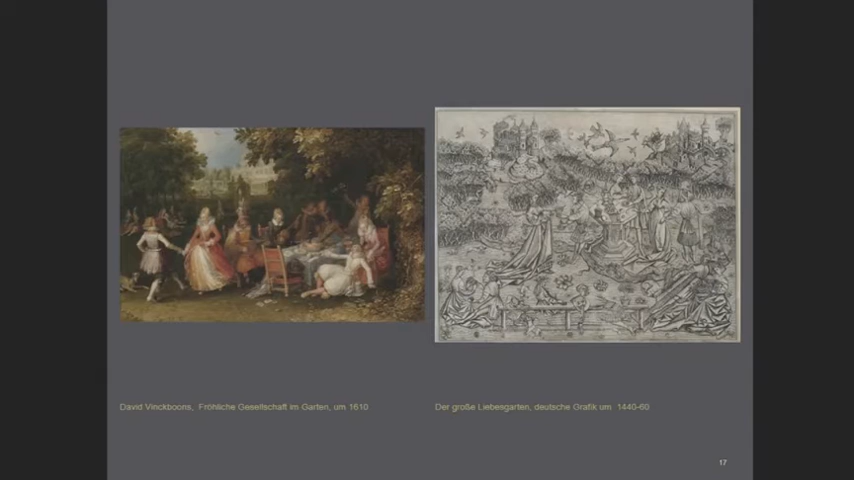 David Vinckboons, Fröhliche Gesellschaft im Garten, um 1610
Der große Liebesgarten, deutsche Grafik um 1440-60
17